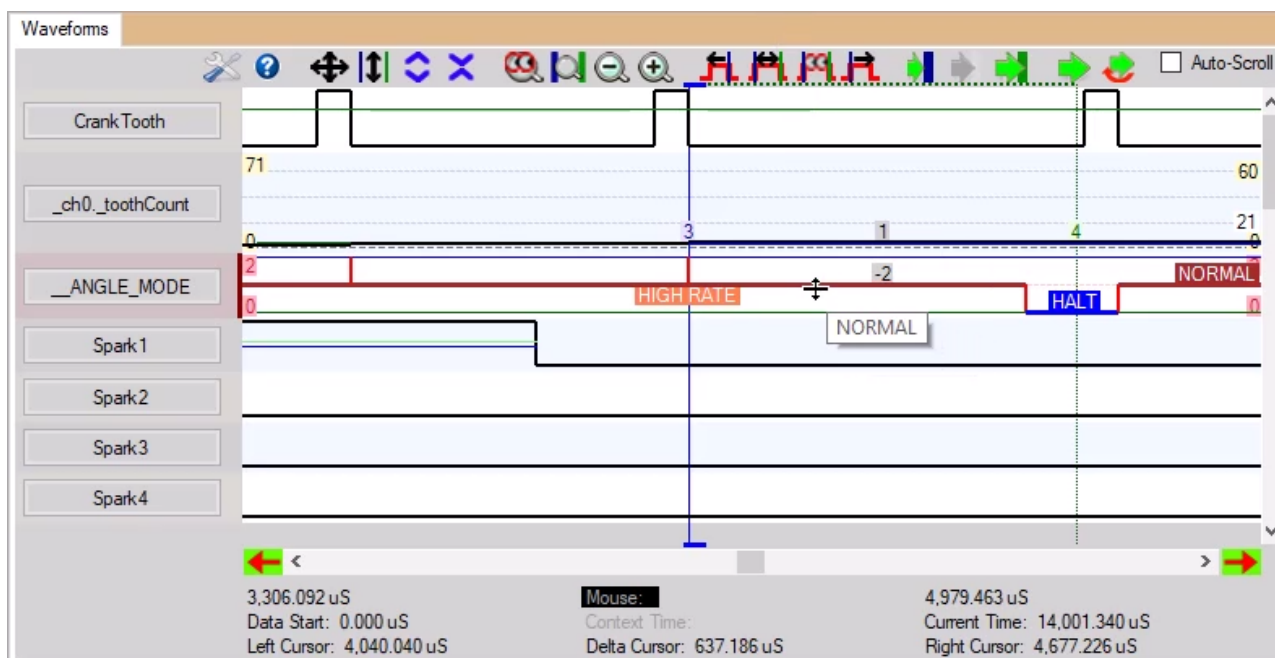 Waveforms
Auto-Scroll
Crank Tooth
71
60
_ch0._toothCount
3
1
4
21
0
0
__ANGLE_MODE
2
-2
NORMAL
0
HIGH RATE
HALT
0
NORMAL
Spark1
Spark2
Spark3
Spark4
3,306.092 uS
Mouse:
4,979.463 uS
Data Start: 0.000 uS
Context Time:
Current Time: 14,001.340 uS
Left Cursor: 4,040.040 uS
Delta Cursor: 637.186 uS
Right Cursor: 4,677.226 uS